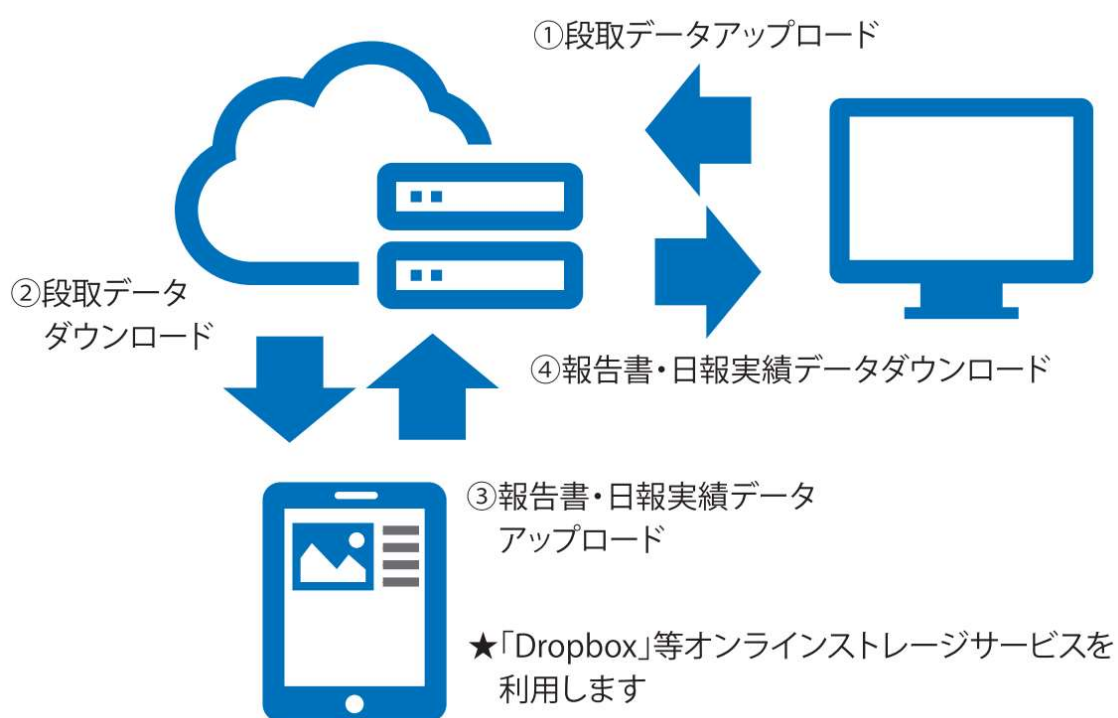 ①段取データアップロード
②段取データ
ダウンロード
④報告書・日報実績データダウンロード
③報告書・日報実績データ
アップロード
★「Dropbox」等オンラインストレージサービスを
利用します